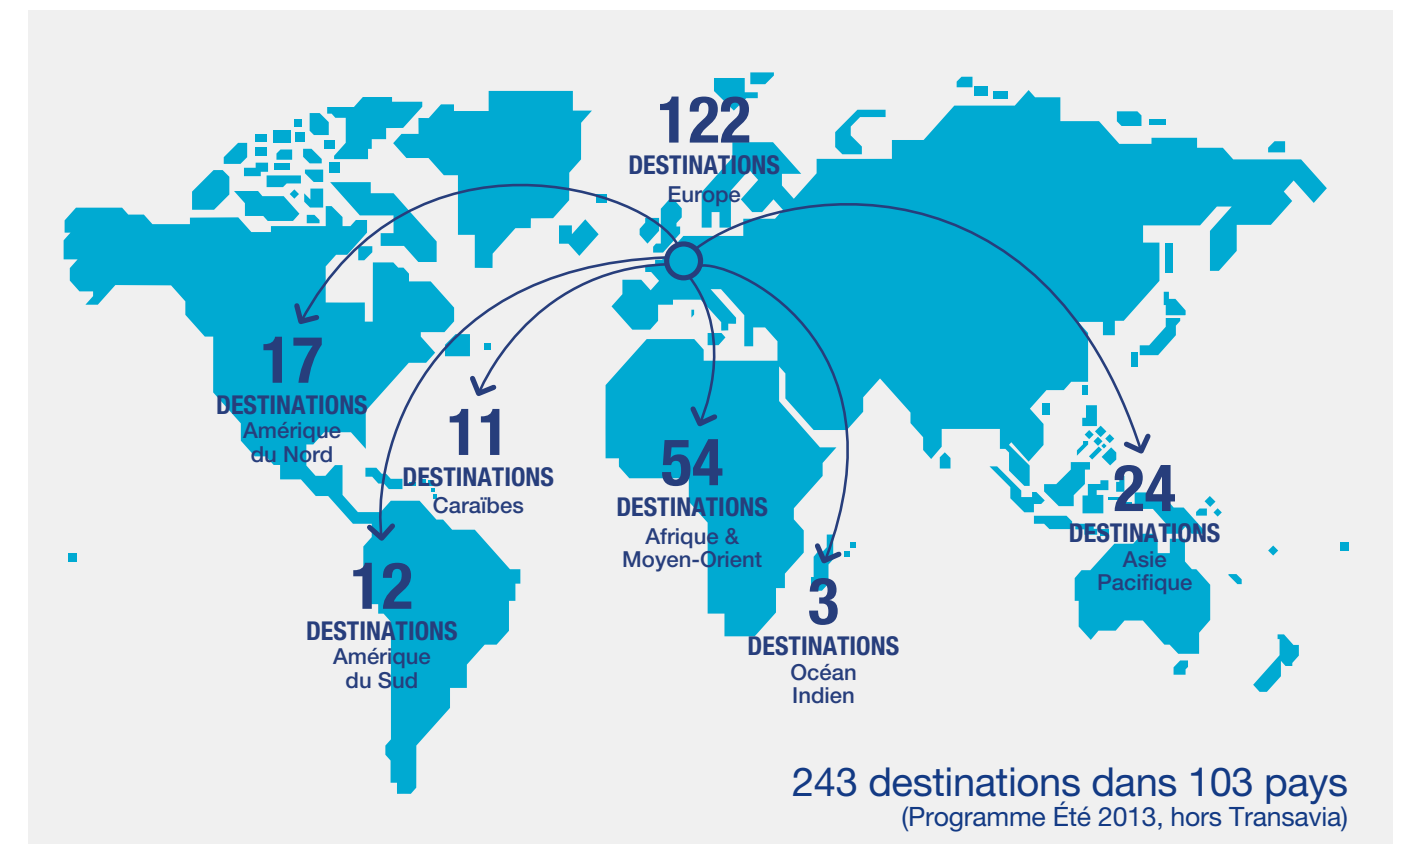 122
DESTINATIONS
Europe
17
DESTINATIONS
Amérique
du Nord
11
DESTINATIONS
Caraïbes
54
DESTINATIONS
Afrique &
Moyen-Orient
24
DESTINATIONS
Asie
Pacifique
12
DESTINATIONS
Amérique
du Sud
3
DESTINATIONS
Océan
Indien
243 destinations dans 103 pays
(Programme Été 2013, hors Transavia)